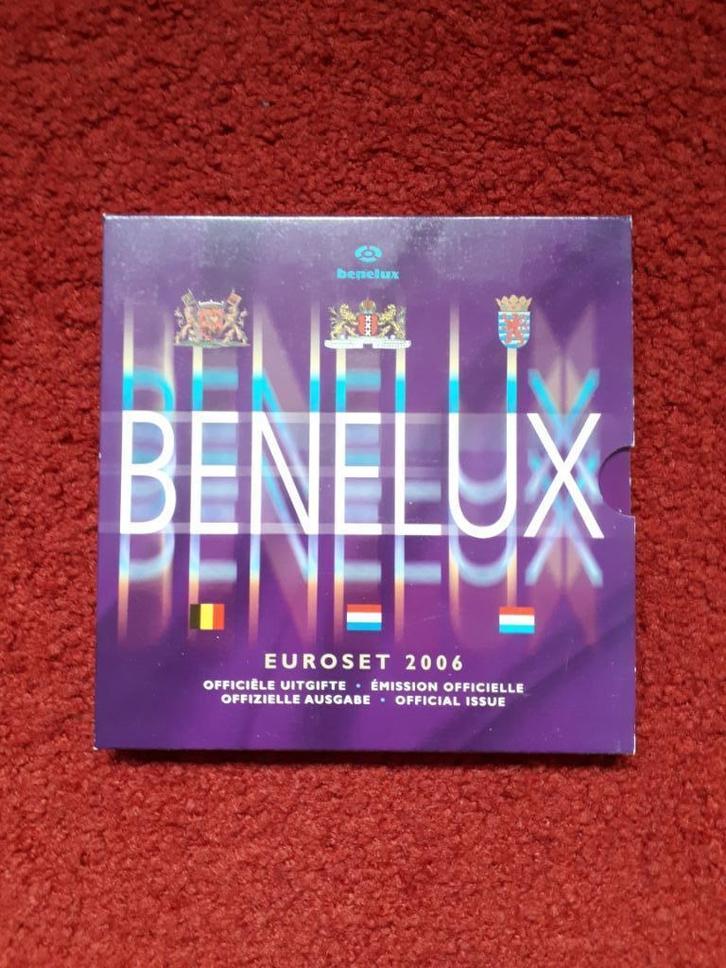 benelux
BENELUX
EUROSET 2006
OFFICIËLE UITGIFTE • ÉMISSION OFFICIELLE
OFFIZIELLE AUSGABE • OFFICIAL ISSUE